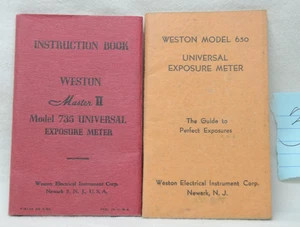 INSTRUCTION BOOK
WESTON
Master II
Model 735 UNIVERSAL
EXPOSURE METER
Weston Electrical Instrument Corp.
Newark 5, N. J., U. S. A.
WESTON MODEL 650
UNIVERSAL
EXPOSURE METER
The Guide to
Perfect Exposures
Weston Electrical Instrument Corp.
Newark, N. J.